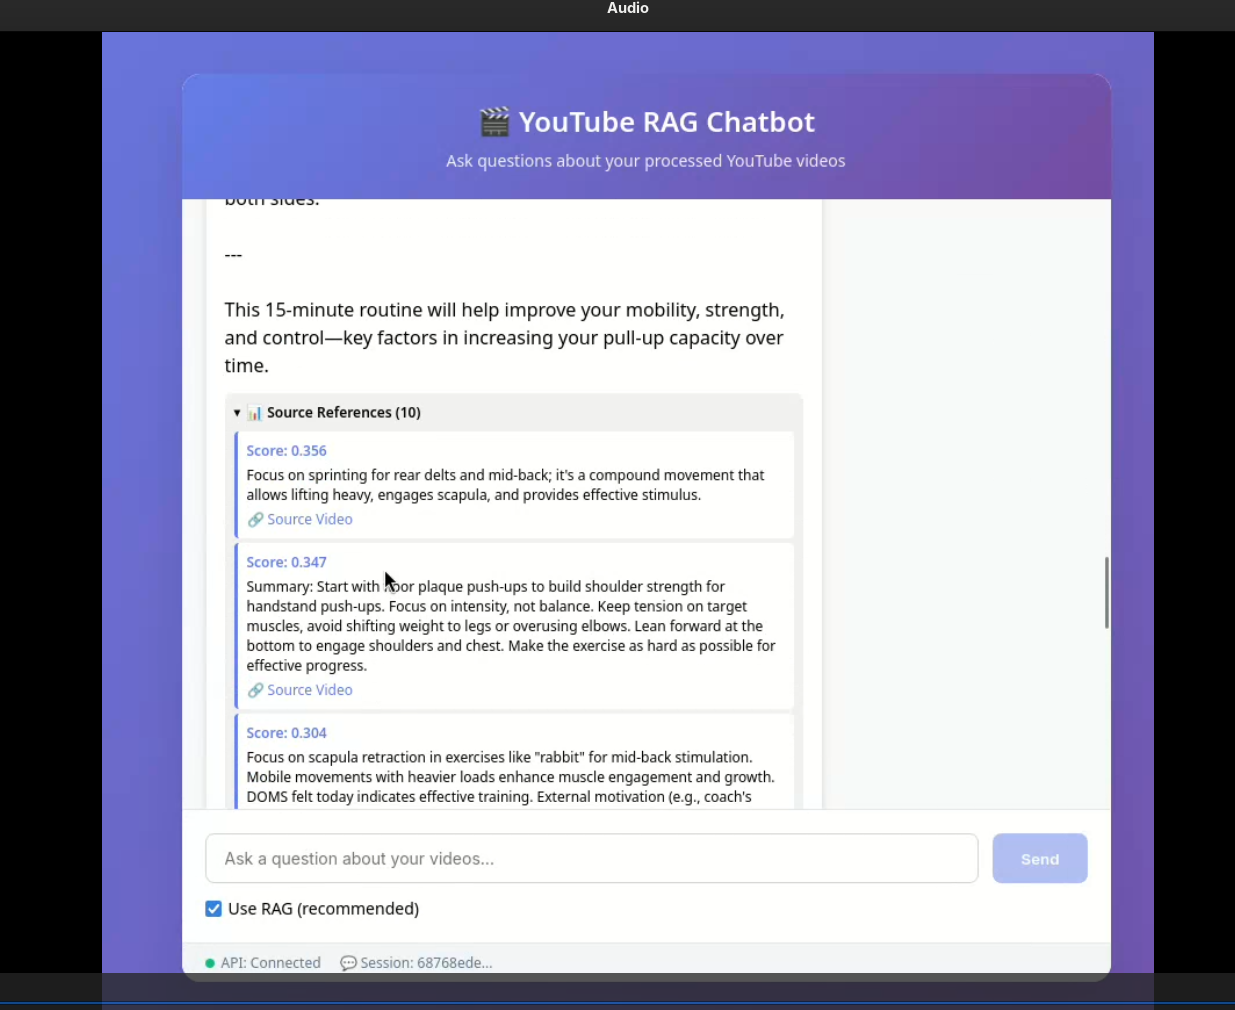 Audio
🎬 YouTube RAG Chatbot
Ask questions about your processed YouTube videos
both sides.
---
This 15-minute routine will help improve your mobility, strength,
and control—key factors in increasing your pull-up capacity over
time.
▾ 📊 Source References (10)
Score: 0.356
Focus on sprinting for rear delts and mid-back; it's a compound movement that
allows lifting heavy, engages scapula, and provides effective stimulus.
🔗 Source Video
Score: 0.347
Summary: Start with plaque push-ups to build shoulder strength for
handstand push-ups. Focus on intensity, not balance. Keep tension on target
muscles, avoid shifting weight to legs or overusing elbows. Lean forward at the
bottom to engage shoulders and chest. Make the exercise as hard as possible for
effective progress.
🔗 Source Video
Score: 0.304
Focus on scapula retraction in exercises like "rabbit" for mid-back stimulation.
Mobile movements with heavier loads enhance muscle engagement and growth.
DOMS felt today indicates effective training. External motivation (e.g., coach's
Ask a question about your videos...
Send
Use RAG (recommended)
API: Connected 💬 Session: 68768ede...